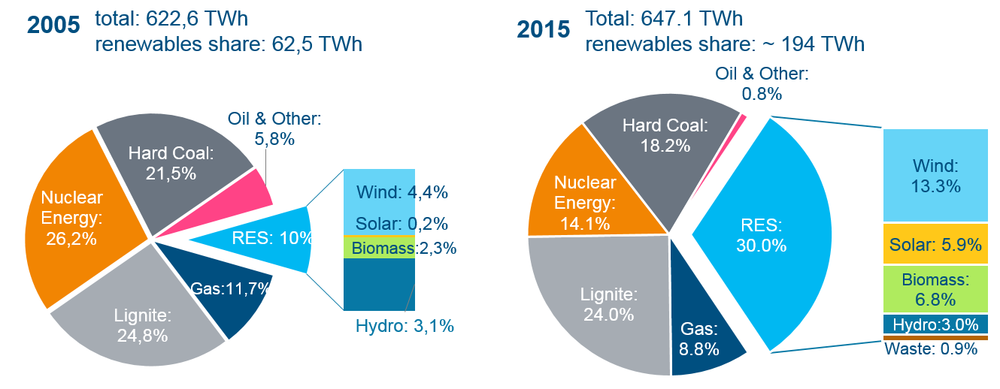 2005
total: 622,6 TWh
renewables share: 62,5 TWh
Oil & Other:
5,8%
Hard Coal:
21,5%
Nuclear
Energy:
26,2%
Wind: 4,4%
Solar: 0,2%
RES: 10%
Biomass:2,3%
Gas:11,7%
Lignite:
24,8%
Hydro: 3,1%
2015
Total: 647.1 TWh
renewables share: ~ 194 TWh
Oil & Other:
0.8%
Hard Coal:
18.2%
Nuclear
Energy:
14.1%
RES:
30.0%
Wind:
13.3%
Solar: 5.9%
Biomass:
6.8%
Lignite:
24.0%
Gas:
8.8%
Hydro:3.0%
Waste: 0.9%